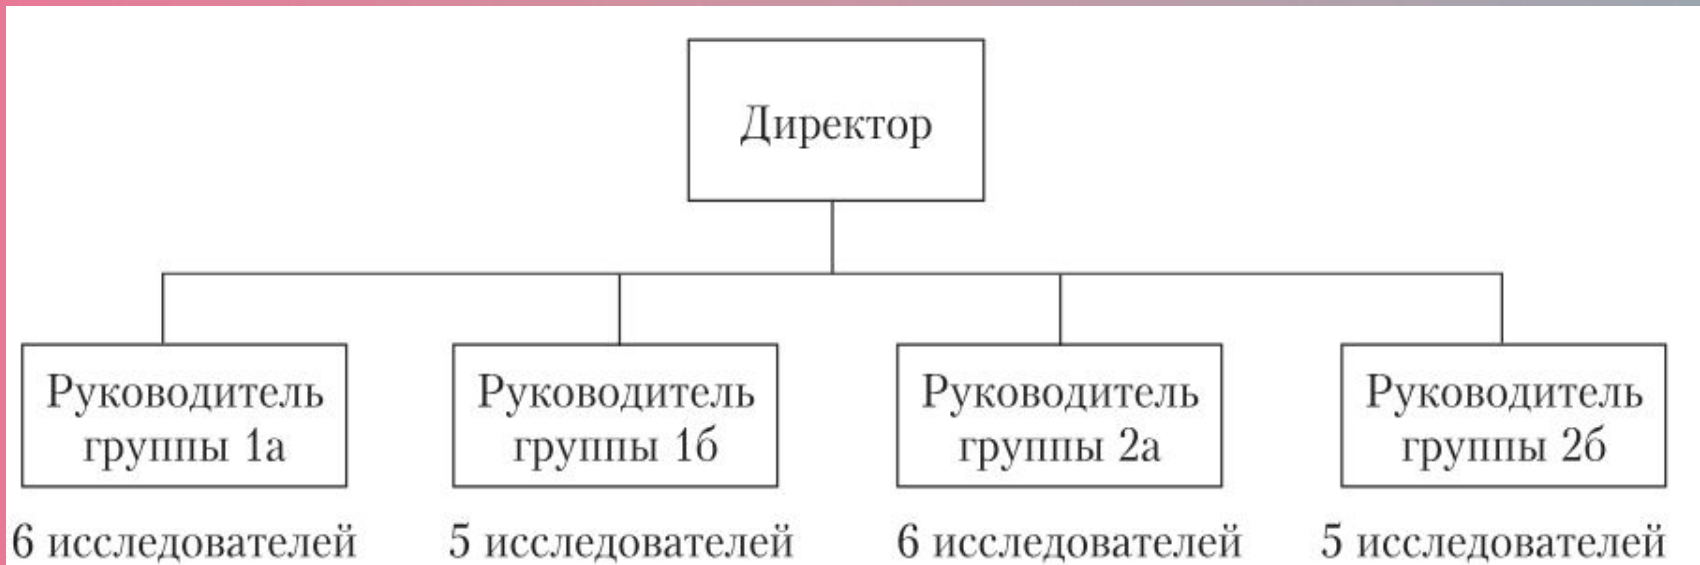 Директор
Руководитель
группы 1а
Руководитель
группы 1б
Руководитель
группы 2а
Руководитель
группы 2б
6 исследователей
5 исследователей
6 исследователей
5 исследователей